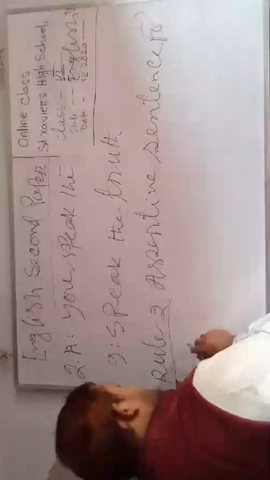 English Second Paper
Online Class
St. Xavier's High School,
Class -
Sub - English
Date -
2. A: you speak the
I: Speak the truth.
Rule-2 Assertive sentence